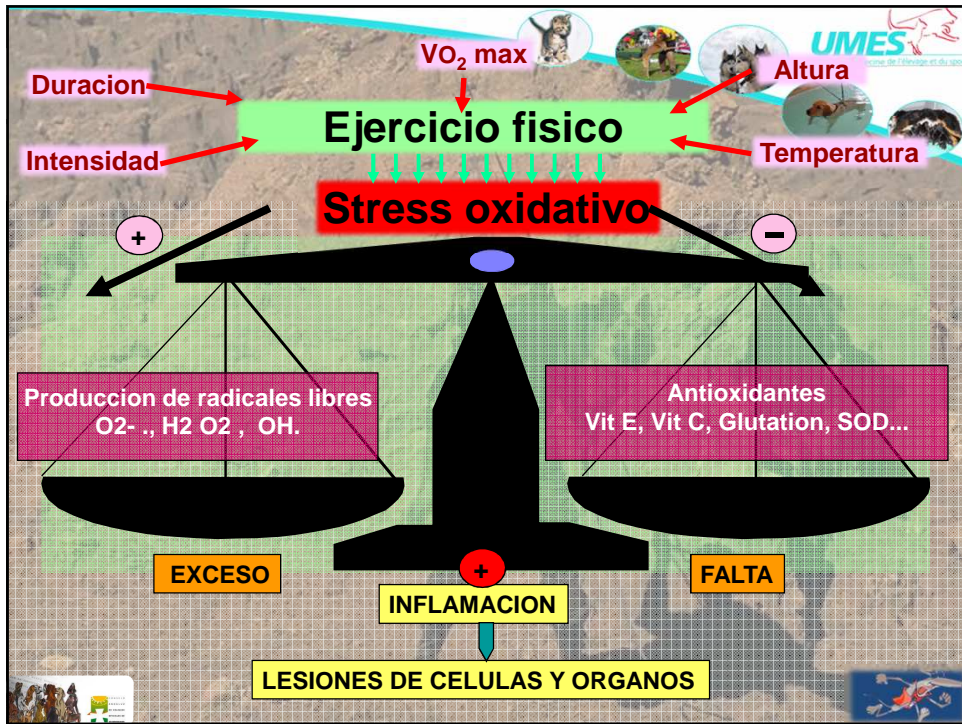 UMES
VO2 max
Altura
Duracion
Ejercicio fisico
Intensidad
Temperatura
Stress oxidativo
+
−
Produccion de radicales libres
O2- ., H2 O2 , OH.
Antioxidantes
Vit E, Vit C, Glutation, SOD...
EXCESO
+
FALTA
INFLAMACION
LESIONES DE CELULAS Y ORGANOS